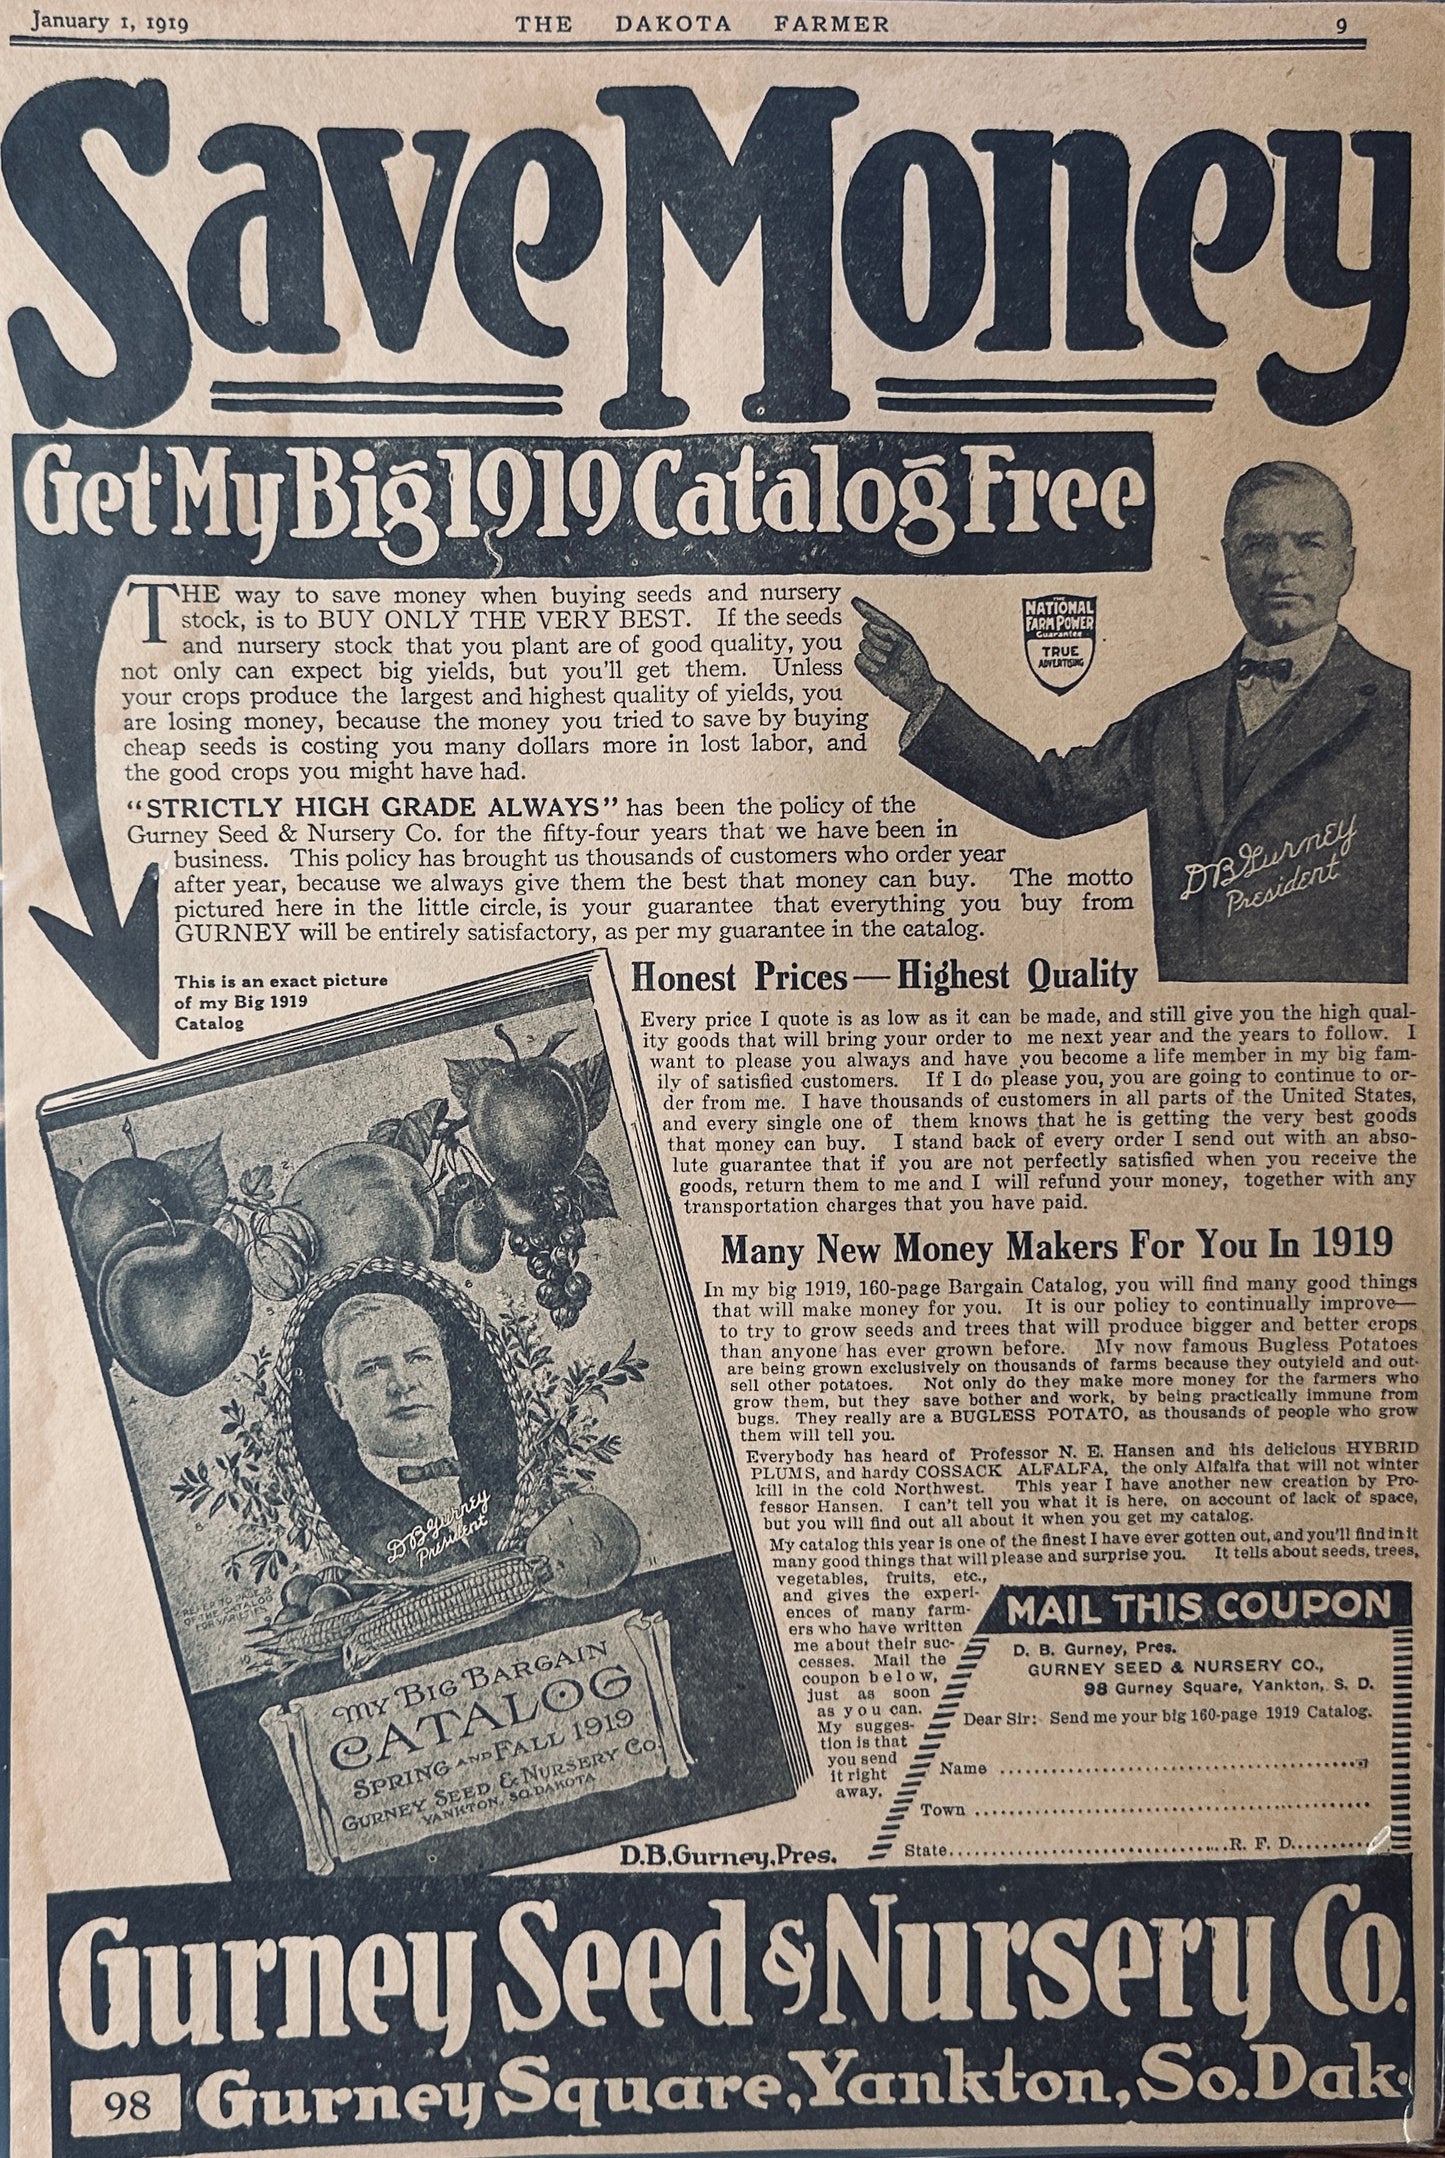 January 1, 1919 THE DAKOTA FARMER 9
Save Money
Get My Big 1919 Catalog Free
THE way to save money when buying seeds and nursery
stock, is to BUY ONLY THE VERY BEST. If the seeds
and nursery stock that you plant are of good quality, you
not only can expect big yields, but you'll get them. Unless
your crops produce the largest and highest quality of yields, you
are losing money, because the money you tried to save by buying
cheap seeds is costing you many dollars more in lost labor, and
the good crops you might have had.
THE
NATIONAL
FARM POWER
Guarantee
TRUE
ADVERTISING
"STRICTLY HIGH GRADE ALWAYS" has been the policy of the
Gurney Seed & Nursery Co. for the fifty-four years that we have been in
business. This policy has brought us thousands of customers who order year
after year, because we always give them the best that money can buy. The motto
pictured here in the little circle, is your guarantee that everything you buy from
GURNEY will be entirely satisfactory, as per my guarantee in the catalog.
DB Gurney
President
This is an exact picture
of my Big 1919
Catalog
Honest Prices—Highest Quality
Every price I quote is as low as it can be made, and still give you the high qual-
ity goods that will bring your order to me next year and the years to follow. I
want to please you always and have you become a life member in my big fam-
ily of satisfied customers. If I do please you, you are going to continue to or-
der from me. I have thousands of customers in all parts of the United States,
and every single one of them knows that he is getting the very best goods
that money can buy. I stand back of every order I send out with an abso-
lute guarantee that if you are not perfectly satisfied when you receive the
goods, return them to me and I will refund your money, together with any
transportation charges that you have paid.
Many New Money Makers For You In 1919
In my big 1919, 160-page Bargain Catalog, you will find many good things
that will make money for you. It is our policy to continually improve—
to try to grow seeds and trees that will produce bigger and better crops
than anyone has ever grown before. My now famous Bugless Potatoes
are being grown exclusively on thousands of farms because they outyield and out-
sell other potatoes. Not only do they make more money for the farmers who
grow them, but they save bother and work, by being practically immune from
bugs. They really are a BUGLESS POTATO, as thousands of people who grow
them will tell you.
Everybody has heard of Professor N. E. Hansen and his delicious HYBRID
PLUMS, and hardy COSSACK ALFALFA, the only Alfalfa that will not winter
kill in the cold Northwest. This year I have another new creation by Pro-
fessor Hansen. I can't tell you what it is here, on account of lack of space,
but you will find out all about it when you get my catalog.
My catalog this year is one of the finest I have ever gotten out, and you'll find in it
many good things that will please and surprise you. It tells about seeds, trees,
vegetables, fruits, etc.,
and gives the experi-
ences of many farm-
ers who have written
me about their suc-
cesses. Mail the
coupon below,
just as soon
as you can.
My sugges-
tion is that
you send
it right
away.
D.B. Gurney, Pres.
DB Gurney
President
REFER TO PAGE 3
OF THE CATALOG
FOR VARIETIES
My Big Bargain
CATALOG
SPRING AND FALL 1919
GURNEY SEED & NURSERY Co.
YANKTON, SO. DAKOTA
MAIL THIS COUPON
D. B. Gurney, Pres.
GURNEY SEED & NURSERY CO.,
98 Gurney Square, Yankton, S. D.
Dear Sir: Send me your big 160-page 1919 Catalog.
Name ........................................
Town ........................................
State........................................R. F. D..........
Gurney Seed & Nursery Co.
98 Gurney Square, Yankton, So. Dak.